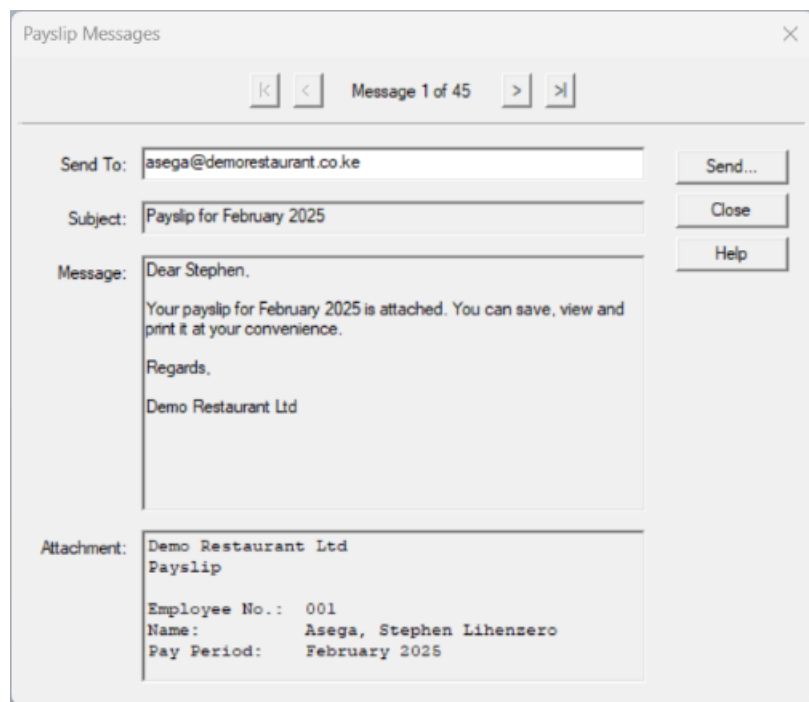 Payslip Messages
Message 1 of 45
Send To: asega@demorestaurant.co.ke
Send...
Subject: Payslip for February 2025
Close
Message: Dear Stephen,
Help
Your payslip for February 2025 is attached. You can save, view and
print it at your convenience.
Regards,
Demo Restaurant Ltd
Attachment: Demo Restaurant Ltd
Payslip
Employee No.: 001
Name: Asega, Stephen Lihenzero
Pay Period: February 2025